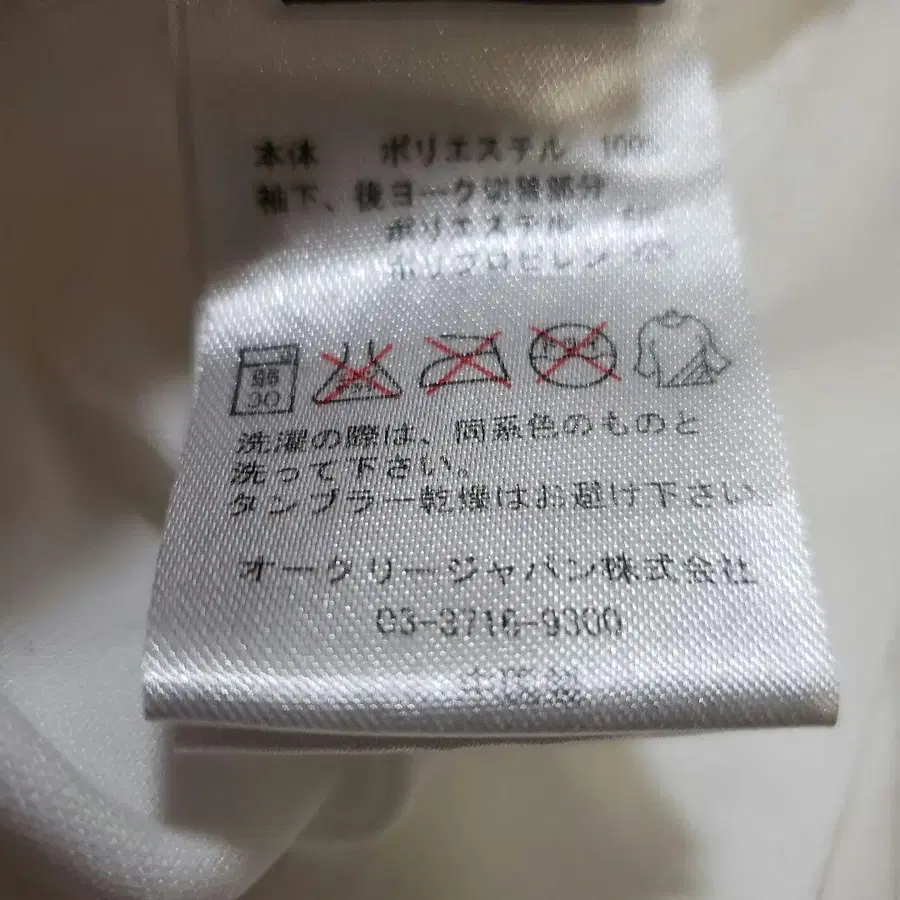 本体 ポリエステル 100%
袖下、後ヨーク切替部分
ポリエステル
ポリプロピレン
弱
30
洗濯の際は、同系色のものと
洗って下さい。
タンブラー乾燥はお避け下さい
オークリージャパン株式会社
03-3716-9300